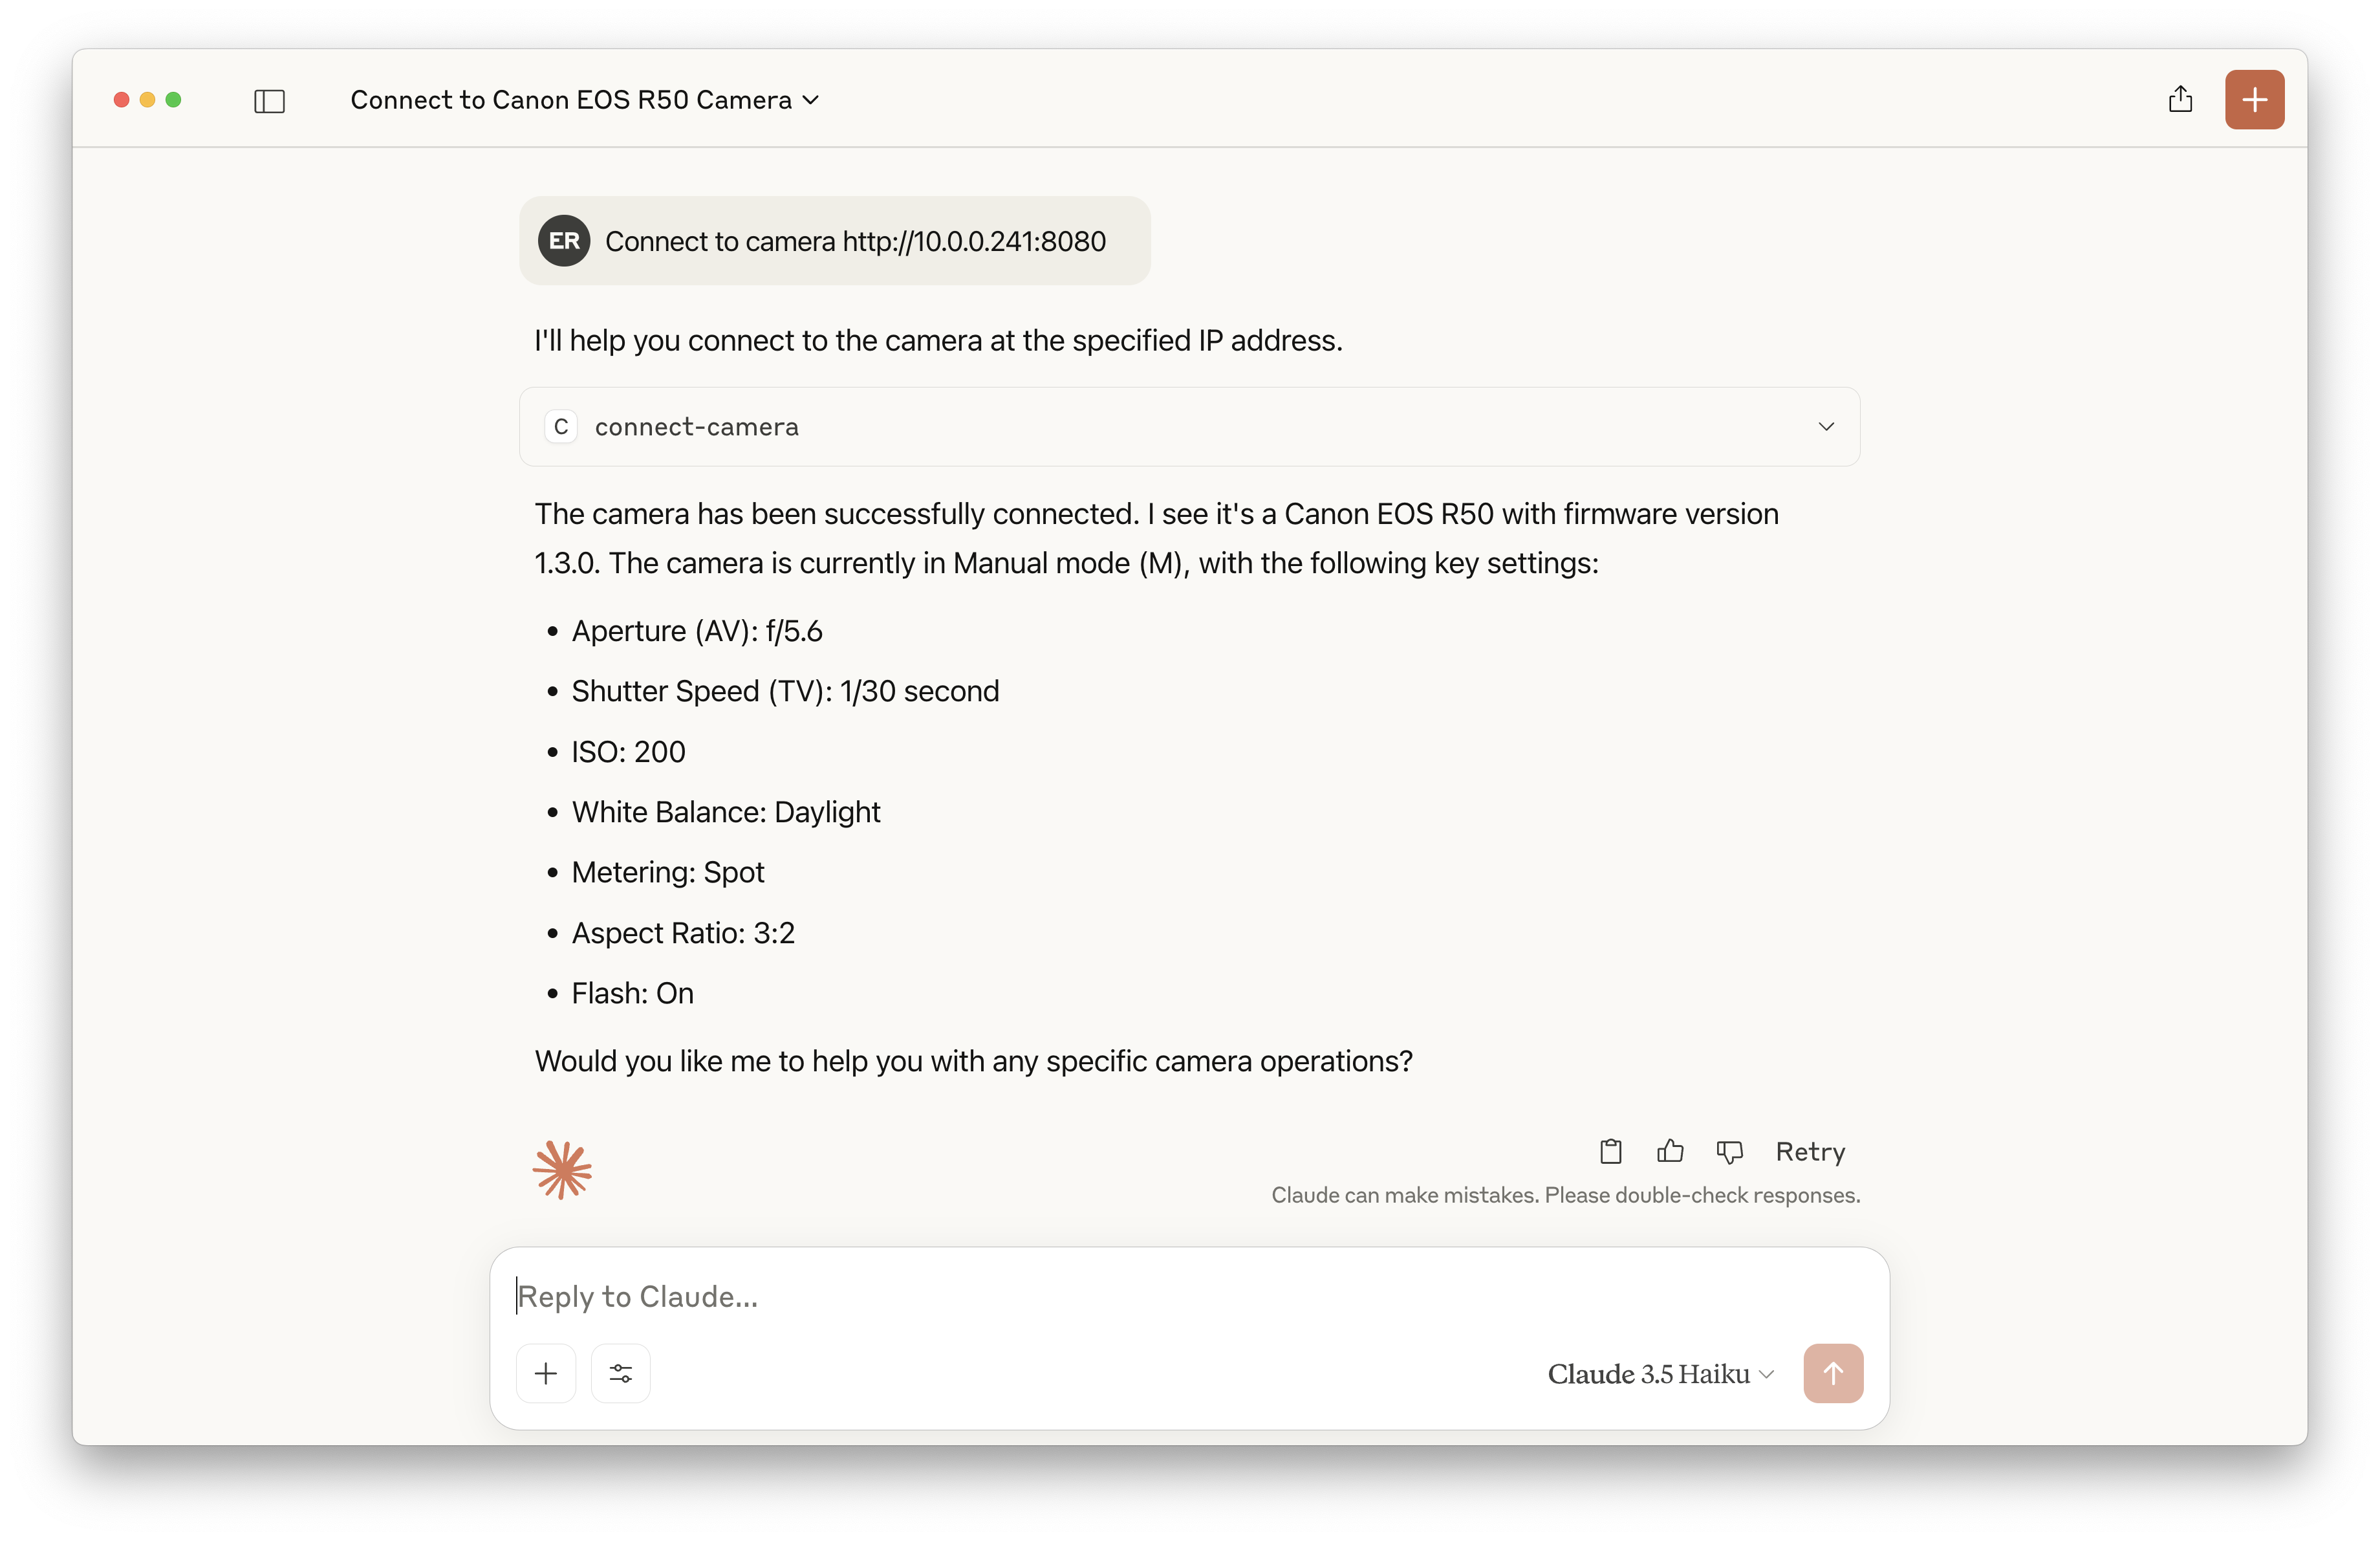 Connect to Canon EOS R50 Camera
ER
Connect to camera http://10.0.0.241:8080
I'll help you connect to the camera at the specified IP address.
C
connect-camera
The camera has been successfully connected. I see it's a Canon EOS R50 with firmware version
1.3.0. The camera is currently in Manual mode (M), with the following key settings:
• Aperture (AV): f/5.6
• Shutter Speed (TV): 1/30 second
• ISO: 200
• White Balance: Daylight
• Metering: Spot
• Aspect Ratio: 3:2
• Flash: On
Would you like me to help you with any specific camera operations?
Retry
Claude can make mistakes. Please double-check responses.
Reply to Claude...
Claude 3.5 Haiku